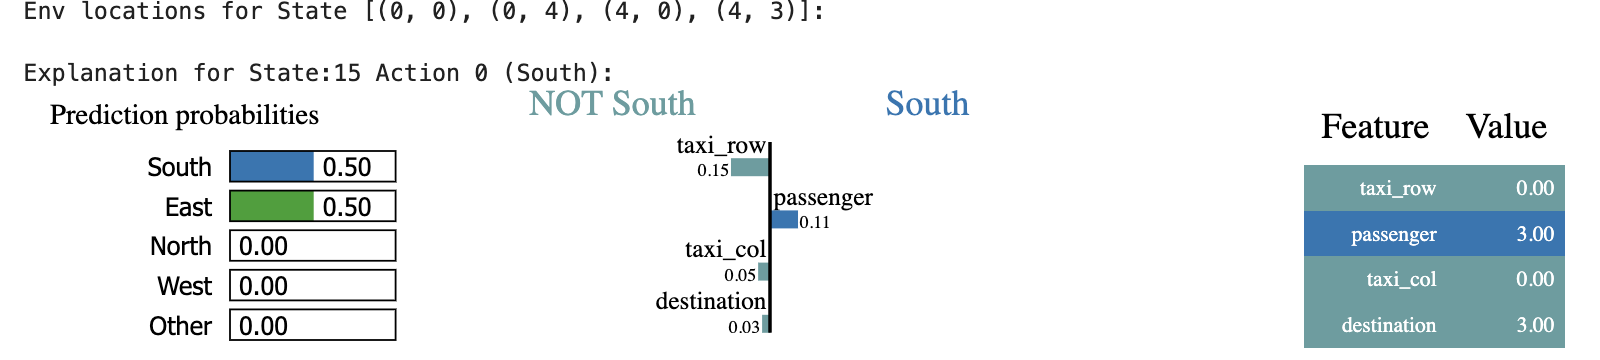 Env locations for State [(0, 0), (0, 4), (4, 0), (4, 3)]:
Explanation for State:15 Action 0 (South):
Prediction probabilities
South 0.50
East 0.50
North 0.00
West 0.00
Other 0.00
NOT South South
taxi_row
0.15
passenger
0.11
taxi_col
0.05
destination
0.03
Feature Value
taxi_row 0.00
passenger 3.00
taxi_col 0.00
destination 3.00